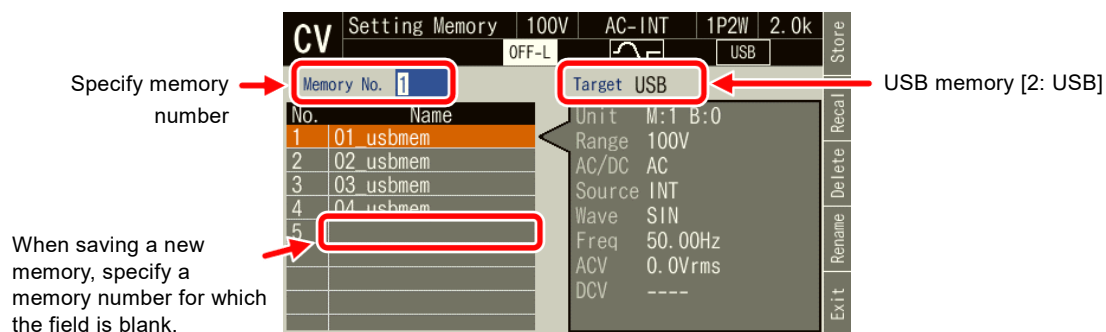 CV Setting Memory 100V AC-INT 1P2W 2.0k
OFF-L USB
Specify memory
number
Memory No. 1
Target USB
USB memory [2: USB]
No. Name
1 01_usbmem
2 02_usbmem
3 03_usbmem
4 04_usbmem
5
Unit M:1 B:0
Range 100V
AC/DC AC
Source INT
Wave SIN
Freq 50.00Hz
ACV 0.0Vrms
DCV ----
When saving a new
memory, specify a
memory number for which
the field is blank.
Store
Recal
Delete
Rename
Exit